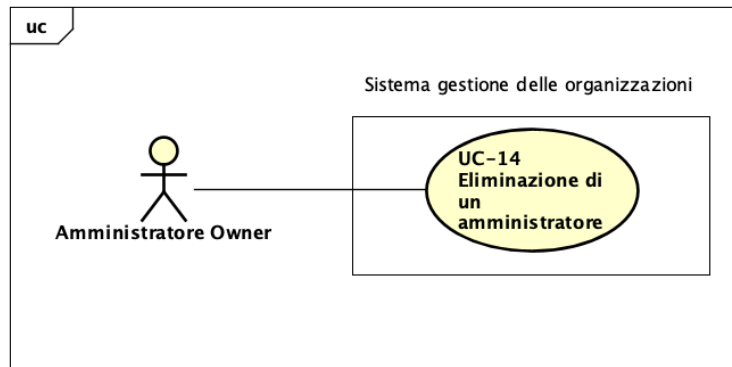 uc
Sistema gestione delle organizzazioni
UC-14
Eliminazione di
un
amministratore
Amministratore Owner